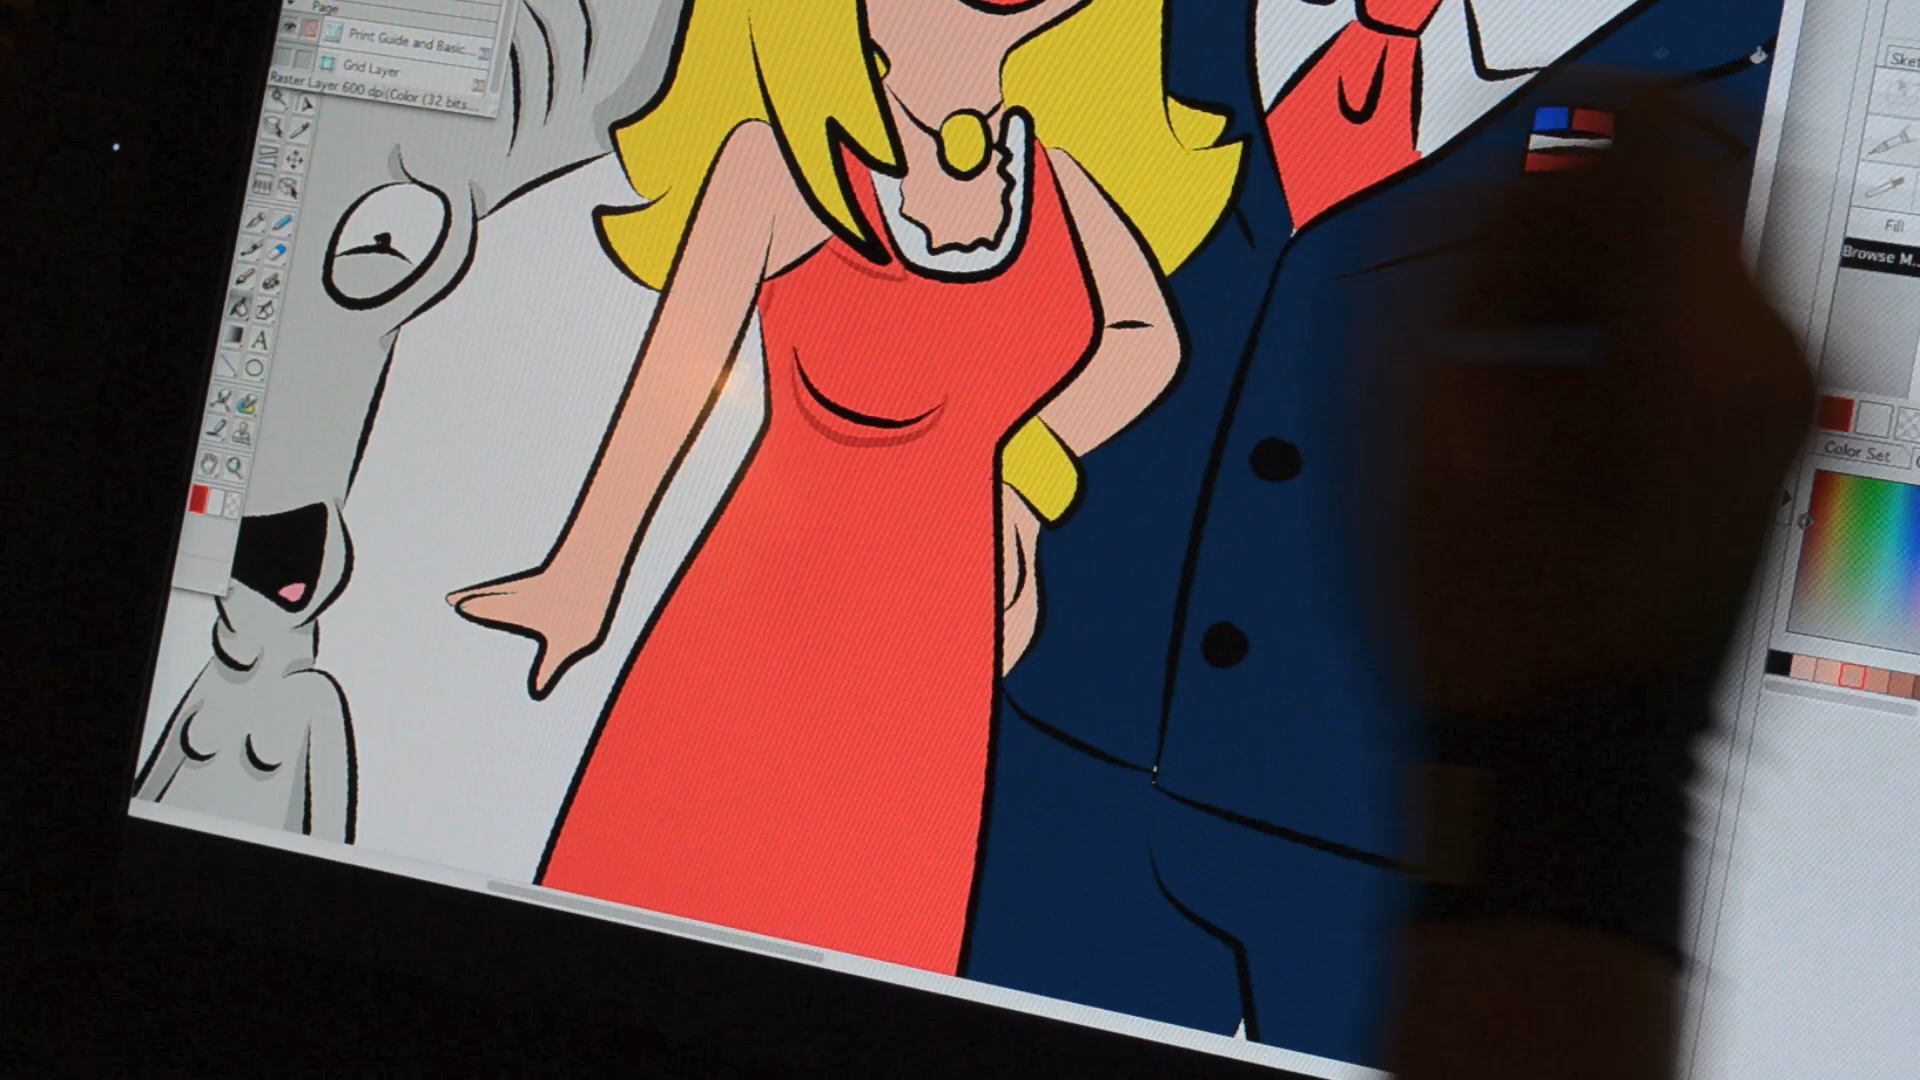 Page
Print Guide and Basic...
Grid Layer
Raster Layer 600 dpi(Color (32 bits...
A
Sket
Fill
Browse M...
Color Set